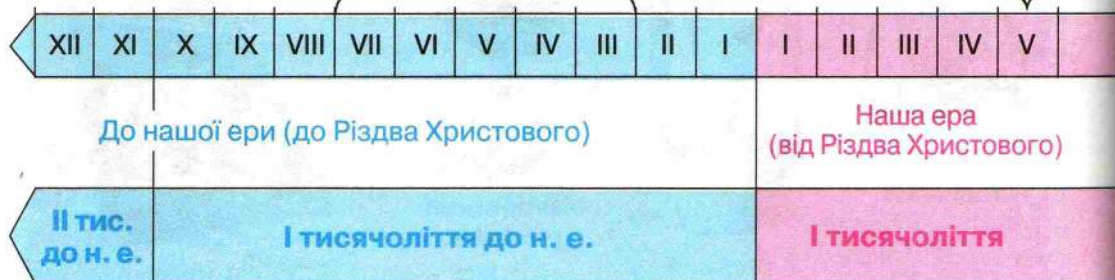 XII XI X IX VIII VII VI V IV III II I I II III IV V
До нашої ери (до Різдва Христового)
Наша ера
(від Різдва Христового)
II тис.
до н. е.
I тисячоліття до н. е.
I тисячоліття